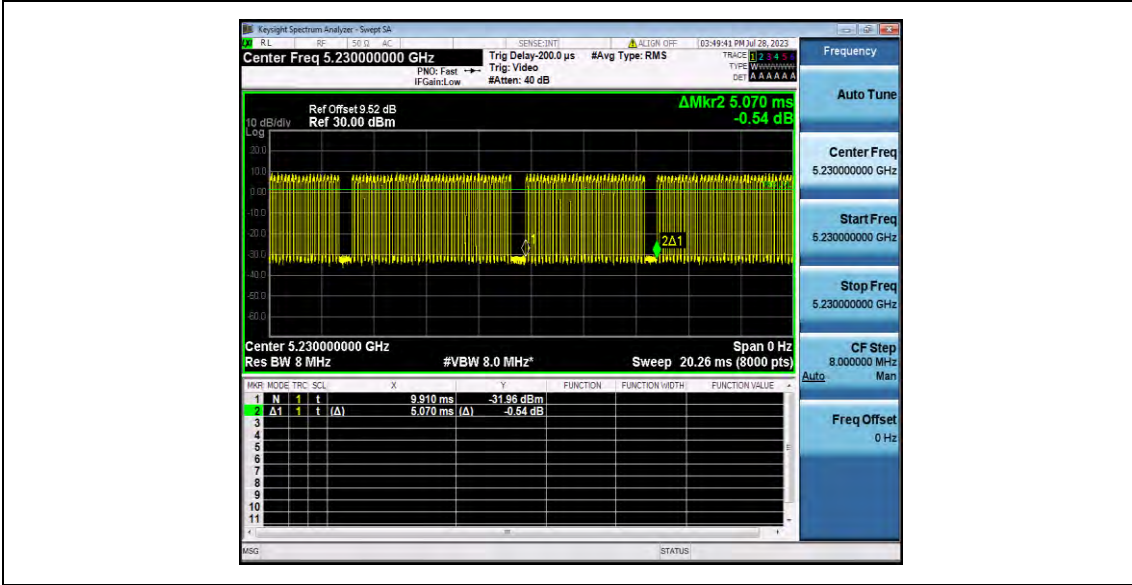 Keysight Spectrum Analyzer - Swept SA
RL RF 50 Ω AC SENSE:INT ALIGN OFF 03:49:41 PM Jul 28, 2023
Center Freq 5.230000000 GHz
PNO: Fast
IFGain:Low
Trig Delay-200.0 µs
Trig: Video
#Atten: 40 dB
#Avg Type: RMS
TRACE 1 2 3 4 5 6
TYPE
DET A A A A A A
ΔMkr2 5.070 ms
-0.54 dB
Ref Offset 9.52 dB
10 dB/div Ref 30.00 dBm
Log
20.0
10.0
0.00
-10.0
-20.0
-30.0
-40.0
-50.0
-60.0
1
2Δ1
Center 5.230000000 GHz Span 0 Hz
Res BW 8 MHz #VBW 8.0 MHz* Sweep 20.26 ms (8000 pts)
MKR MODE TRC SCL X Y FUNCTION FUNCTION WIDTH FUNCTION VALUE
1 N 1 t 9.910 ms -31.96 dBm
2 Δ1 1 t (Δ) 5.070 ms (Δ) -0.54 dB
3
4
5
6
7
8
9
10
11
MSG STATUS
Frequency
Auto Tune
Center Freq
5.230000000 GHz
Start Freq
5.230000000 GHz
Stop Freq
5.230000000 GHz
CF Step
8.000000 MHz
Auto Man
Freq Offset
0 Hz